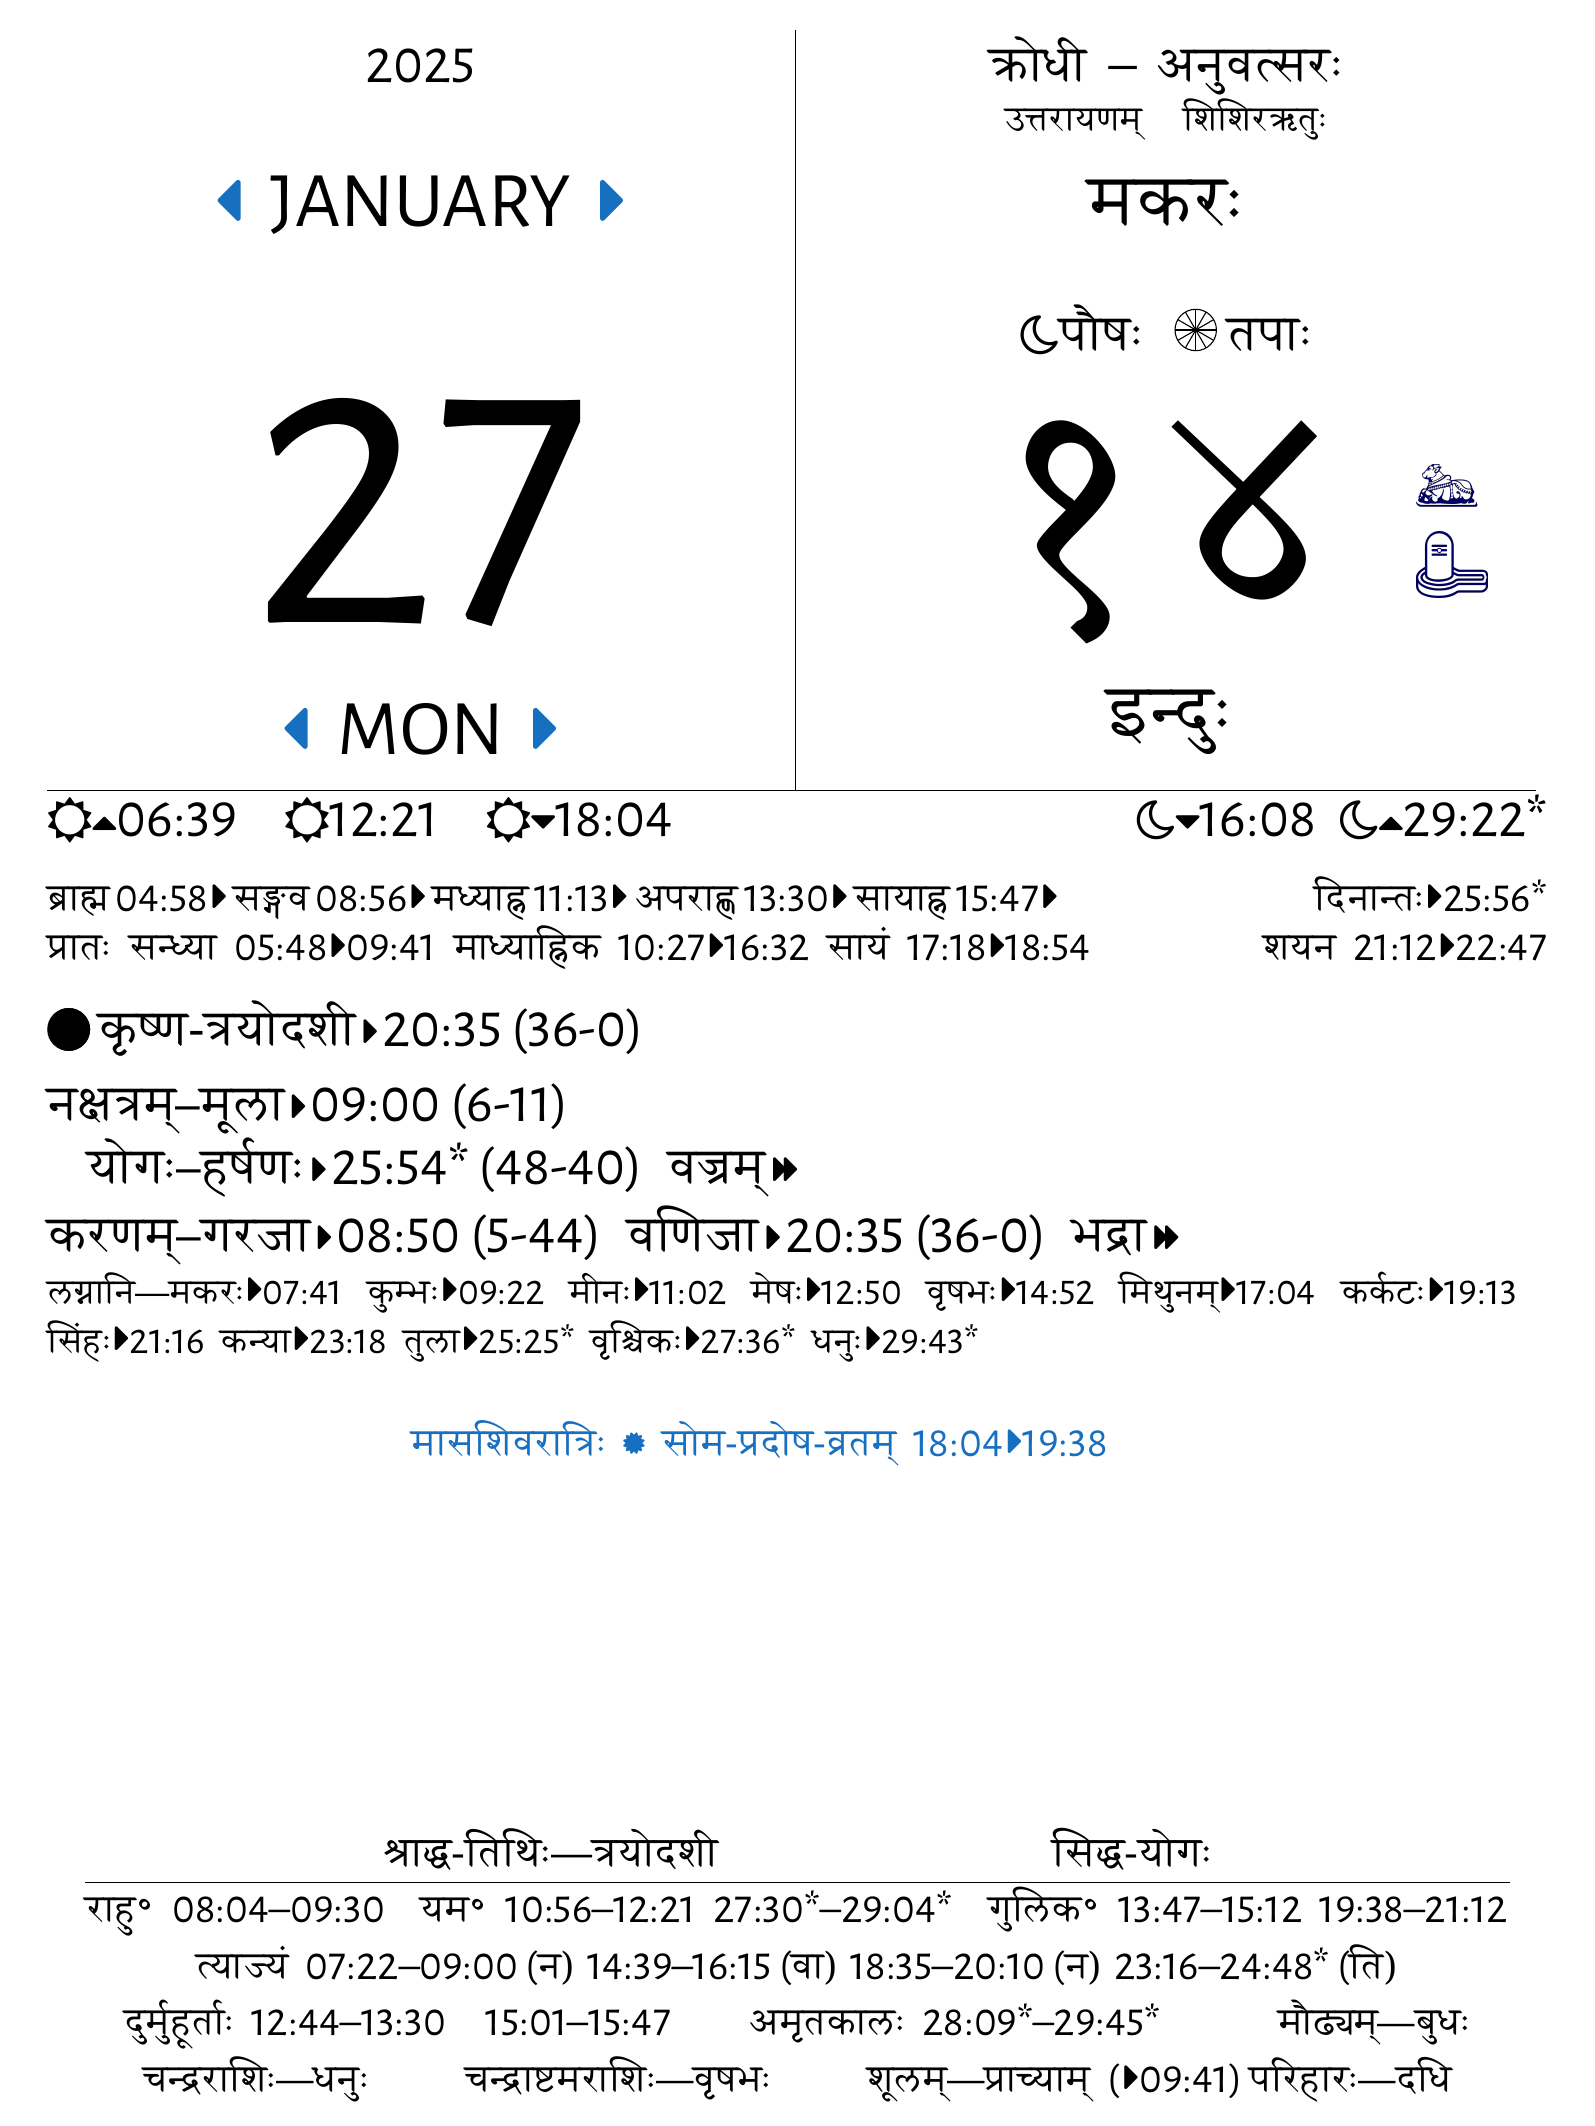 2025
JANUARY
27
MON
क्रोधी – अनुवत्सरः
उत्तरायणम् शिशिरऋतुः
मकरः
पौषः तपाः
१४
इन्दुः
06:39 12:21 18:04 16:08 29:22*
ब्राह्म 04:58 सङ्गव 08:56 मध्याह्न 11:13 अपराह्ण 13:30 सायाह्न 15:47 दिनान्तः 25:56*
प्रातः सन्ध्या 05:48 09:41 माध्याह्निक 10:27 16:32 सायं 17:18 18:54 शयन 21:12 22:47
कृष्ण-त्रयोदशी 20:35 (36-0)
नक्षत्रम्–मूला 09:00 (6-11)
योगः–हर्षणः 25:54* (48-40) वज्रम्
करणम्–गरजा 08:50 (5-44) वणिजा 20:35 (36-0) भद्रा
लग्नानि—मकरः 07:41 कुम्भः 09:22 मीनः 11:02 मेषः 12:50 वृषभः 14:52 मिथुनम् 17:04 कर्कटः 19:13
सिंहः 21:16 कन्या 23:18 तुला 25:25* वृश्चिकः 27:36* धनुः 29:43*
मासशिवरात्रिः सोम-प्रदोष-व्रतम् 18:04 19:38
श्राद्ध-तिथिः—त्रयोदशी सिद्ध-योगः
राहु॰ 08:04–09:30 यम॰ 10:56–12:21 27:30*–29:04* गुलिक॰ 13:47–15:12 19:38–21:12
त्याज्यं 07:22–09:00 (न) 14:39–16:15 (वा) 18:35–20:10 (न) 23:16–24:48* (ति)
दुर्मुहूर्ताः 12:44–13:30 15:01–15:47 अमृतकालः 28:09*–29:45* मौढ्यम्—बुधः
चन्द्रराशिः—धनुः चन्द्राष्टमराशिः—वृषभः शूलम्—प्राच्याम् (09:41) परिहारः—दधि